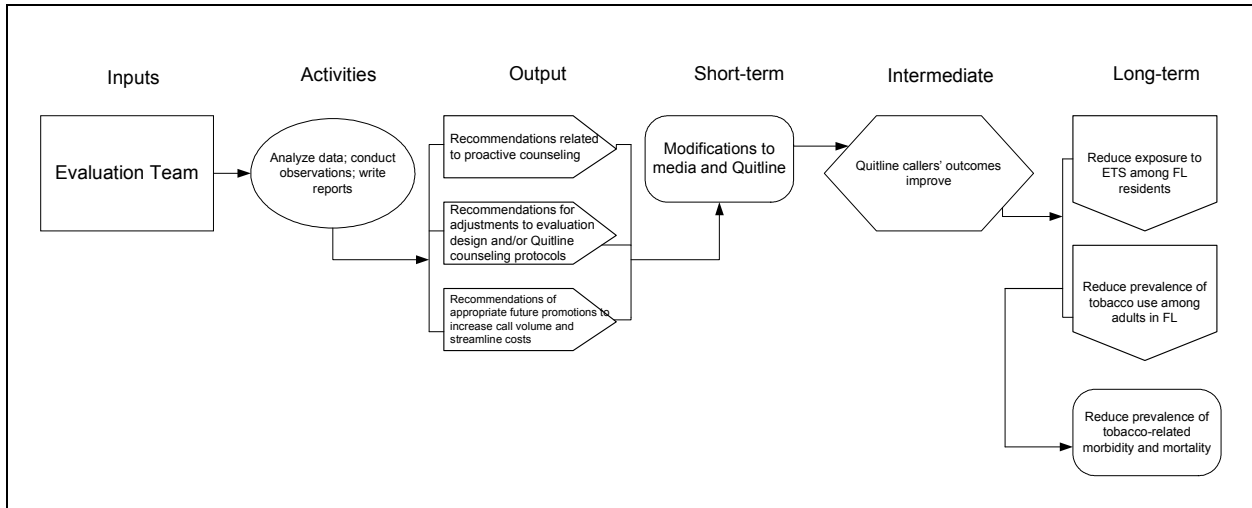 Inputs
Activities
Output
Short-term
Intermediate
Long-term
Evaluation Team
Analyze data; conduct
observations; write
reports
Recommendations related
to proactive counseling
Recommendations for
adjustments to evaluation
design and/or Quitline
counseling protocols
Recommendations of
appropriate future promotions to
increase call volume and
streamline costs
Modifications to
media and Quitline
Quitline callers' outcomes
improve
Reduce exposure to
ETS among FL
residents
Reduce prevalence of
tobacco use among
adults in FL
Reduce prevalence of
tobacco-related
morbidity and mortality